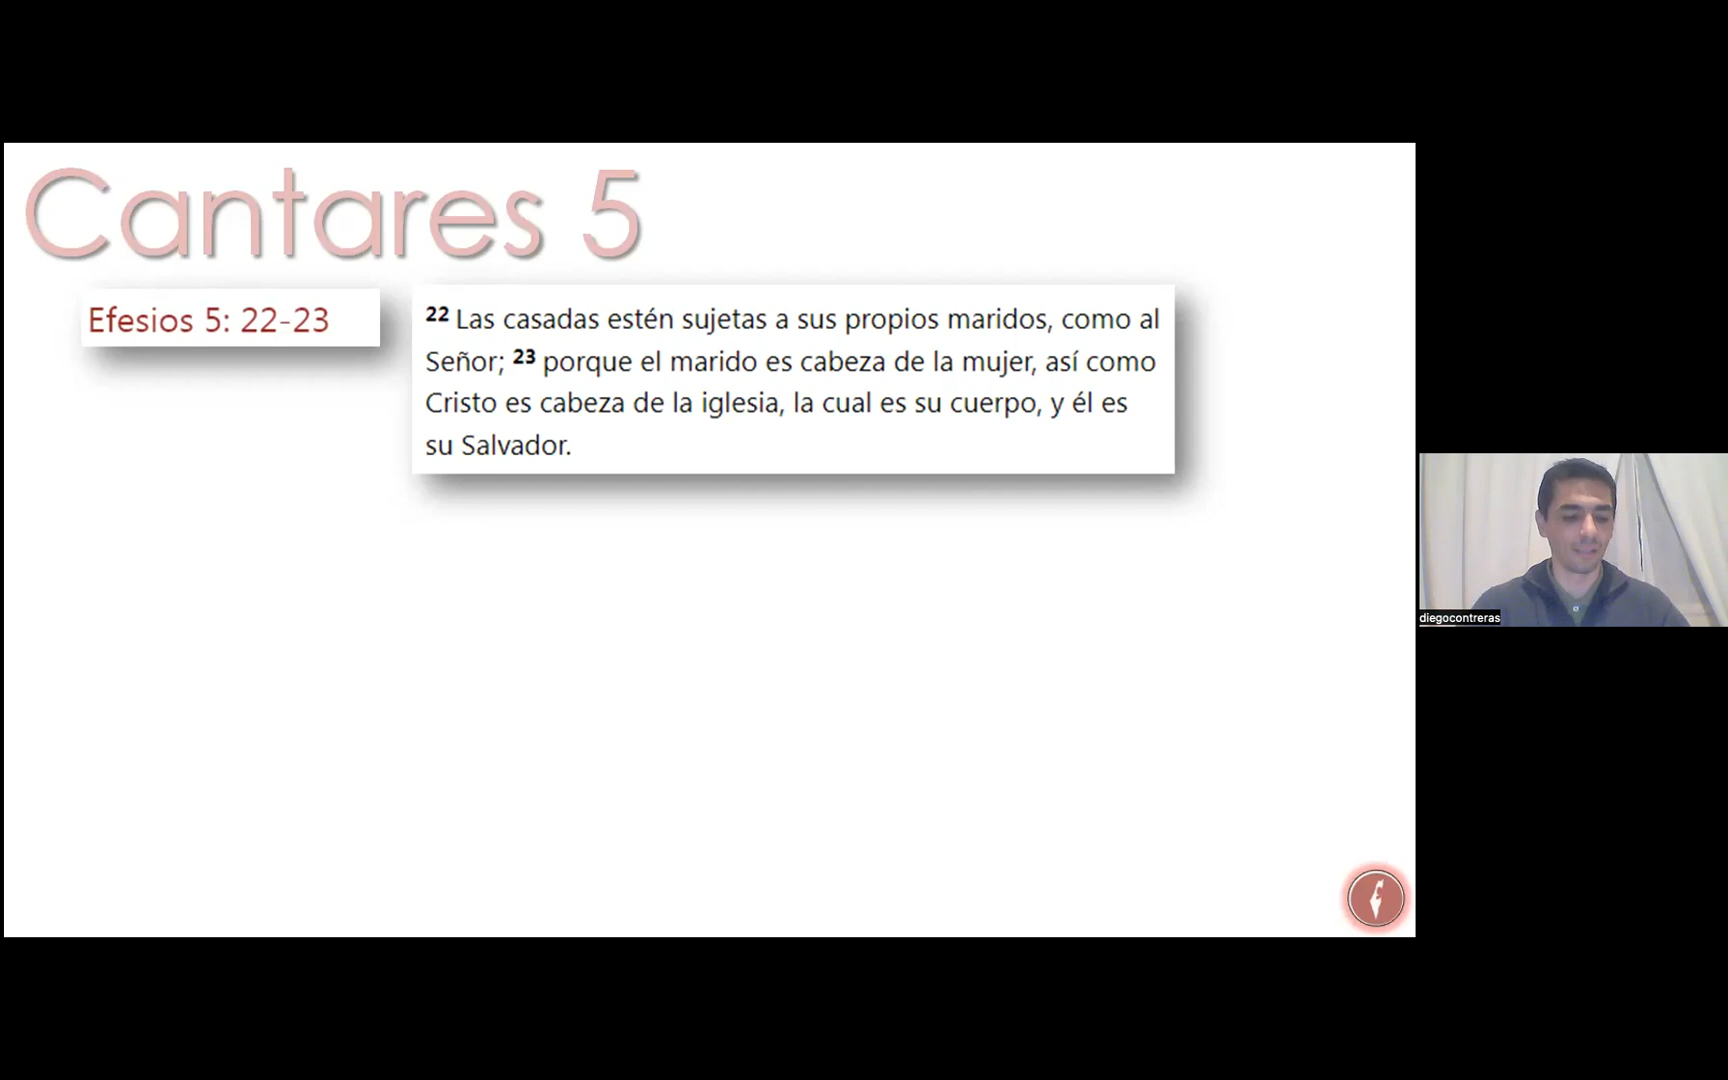 Cantares 5
Efesios 5: 22-23
22 Las casadas estén sujetas a sus propios maridos, como al
Señor; 23 porque el marido es cabeza de la mujer, así como
Cristo es cabeza de la iglesia, la cual es su cuerpo, y él es
su Salvador.
diegocontreras